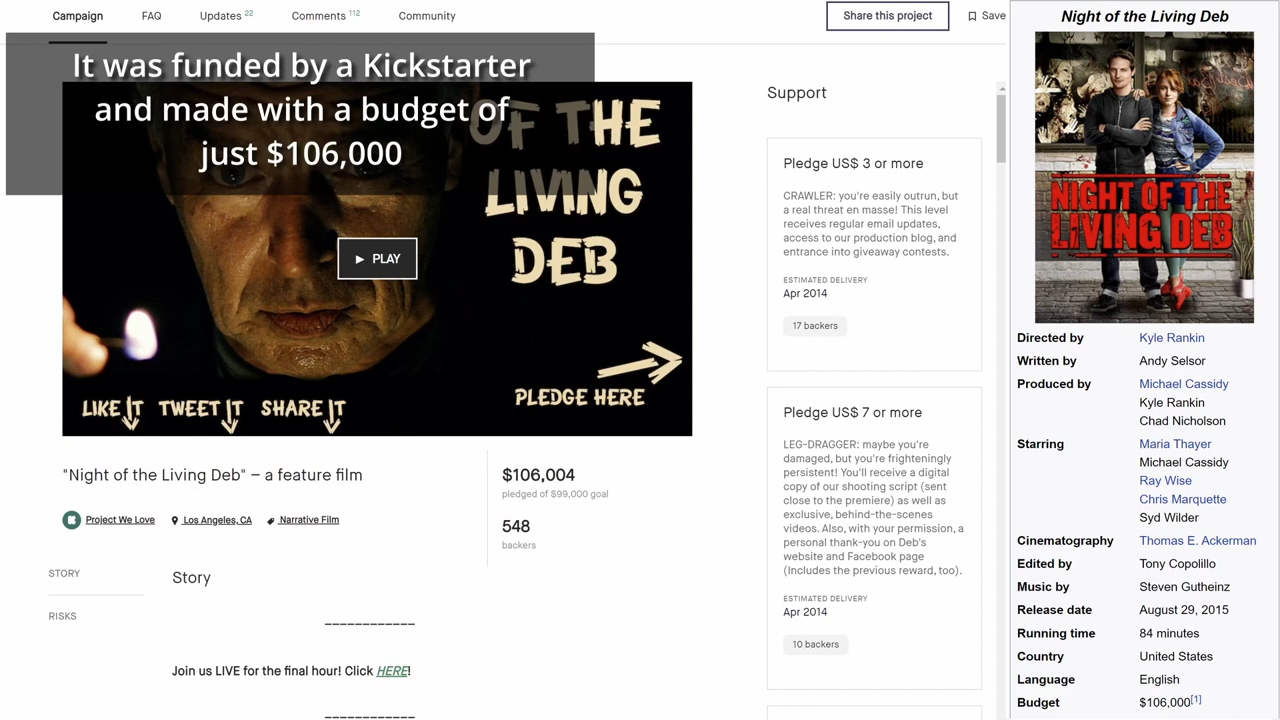 Campaign
FAQ
Updates 22
Comments 112
Community
Share this project
Save
It was funded by a Kickstarter
and made with a budget of
just $106,000
OF THE
LIVING
DEB
▶ PLAY
PLEDGE HERE
LIKE IT TWEET IT SHARE IT
"Night of the Living Deb" – a feature film
Project We Love
Los Angeles, CA
Narrative Film
$106,004
pledged of $99,000 goal
548
backers
STORY
RISKS
Story
____________
Join us LIVE for the final hour! Click HERE!
____________
Support
Pledge US$ 3 or more
CRAWLER: you're easily outrun, but
a real threat en masse! This level
receives regular email updates,
access to our production blog, and
entrance into giveaway contests.
ESTIMATED DELIVERY
Apr 2014
17 backers
Pledge US$ 7 or more
LEG-DRAGGER: maybe you're
damaged, but you're frighteningly
persistent! You'll receive a digital
copy of our shooting script (sent
close to the premiere) as well as
exclusive, behind-the-scenes
videos. Also, with your permission, a
personal thank-you on Deb's
website and Facebook page
(Includes the previous reward, too).
ESTIMATED DELIVERY
Apr 2014
10 backers
Night of the Living Deb
NIGHT OF THE
LIVING DEB
Directed by Kyle Rankin
Written by Andy Selsor
Produced by Michael Cassidy
Kyle Rankin
Chad Nicholson
Starring Maria Thayer
Michael Cassidy
Ray Wise
Chris Marquette
Syd Wilder
Cinematography Thomas E. Ackerman
Edited by Tony Copolillo
Music by Steven Gutheinz
Release date August 29, 2015
Running time 84 minutes
Country United States
Language English
Budget $106,000[1]